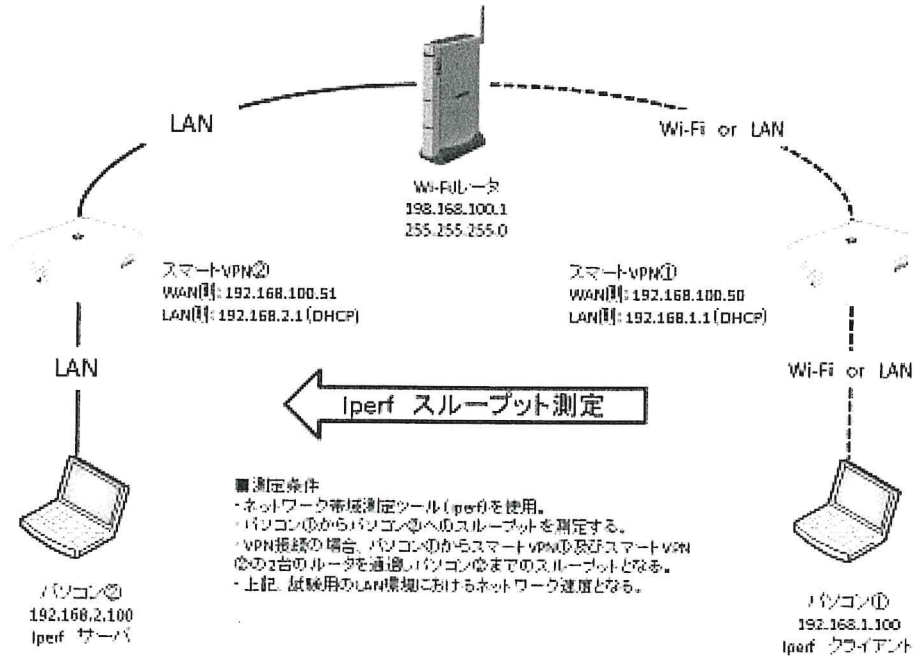 LAN
Wi-Fi or LAN
Wi-Fiルータ
198.168.100.1
255.255.255.0
スマートVPN②
WAN側: 192.168.100.51
LAN側: 192.168.2.1(DHCP)
スマートVPN①
WAN側: 192.168.100.50
LAN側: 192.168.1.1(DHCP)
LAN
Wi-Fi or LAN
Iperf スループット測定
■測定条件
・ネットワーク帯域測定ツール(iperf)を使用。
・パソコン①からパソコン②へのスループットを測定する。
・VPN接続の場合、パソコン①からスマートVPN①及びスマートVPN
②の2台のルータを通過しパソコン②までのスループットとなる。
・上記、試験用のLAN環境におけるネットワーク速度となる。
パソコン②
192.168.2.100
Iperf サーバ
パソコン①
192.168.1.100
Iperf クライアント